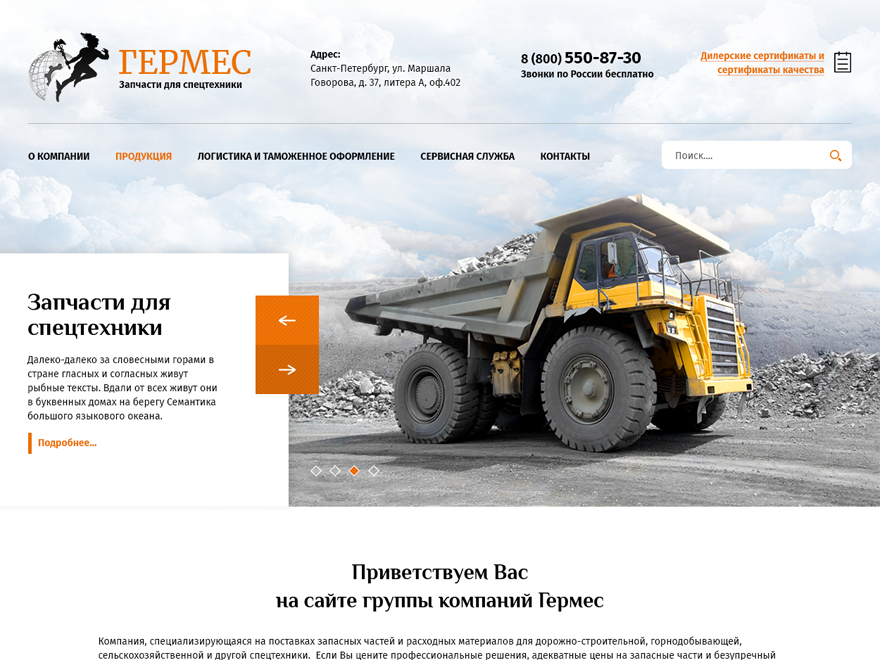 ГЕРМЕС
Запчасти для спецтехники
Адрес:
Санкт-Петербург, ул. Маршала
Говорова, д. 37, литера А, оф.402
8 (800) 550-87-30
Звонки по России бесплатно
Дилерские сертификаты и
сертификаты качества
О КОМПАНИИ
ПРОДУКЦИЯ
ЛОГИСТИКА И ТАМОЖЕННОЕ ОФОРМЛЕНИЕ
СЕРВИСНАЯ СЛУЖБА
КОНТАКТЫ
Поиск....
Запчасти для
спецтехники
Далеко-далеко за словесными горами в
стране гласных и согласных живут
рыбные тексты. Вдали от всех живут они
в буквенных домах на берегу Семантика
большого языкового океана.
Подробнее...
Приветствуем Вас
на сайте группы компаний Гермес
Компания, специализирующаяся на поставках запасных частей и расходных материалов для дорожно-строительной, горнодобывающей,
сельскохозяйственной и другой спецтехники. Если Вы цените профессиональные решения, адекватные цены на запасные части и безупречный